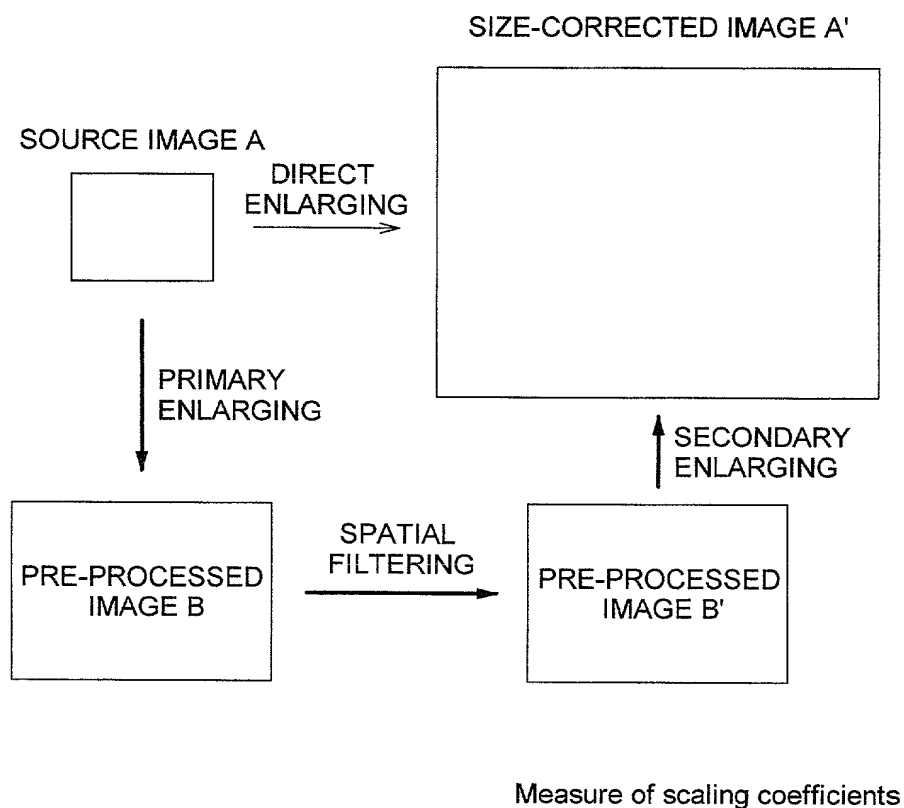 SIZE-CORRECTED IMAGE A'
SOURCE IMAGE A
DIRECT
ENLARGING
PRIMARY
ENLARGING
SECONDARY
ENLARGING
PRE-PROCESSED
IMAGE B
SPATIAL
FILTERING
PRE-PROCESSED
IMAGE B'
Measure of scaling coefficients